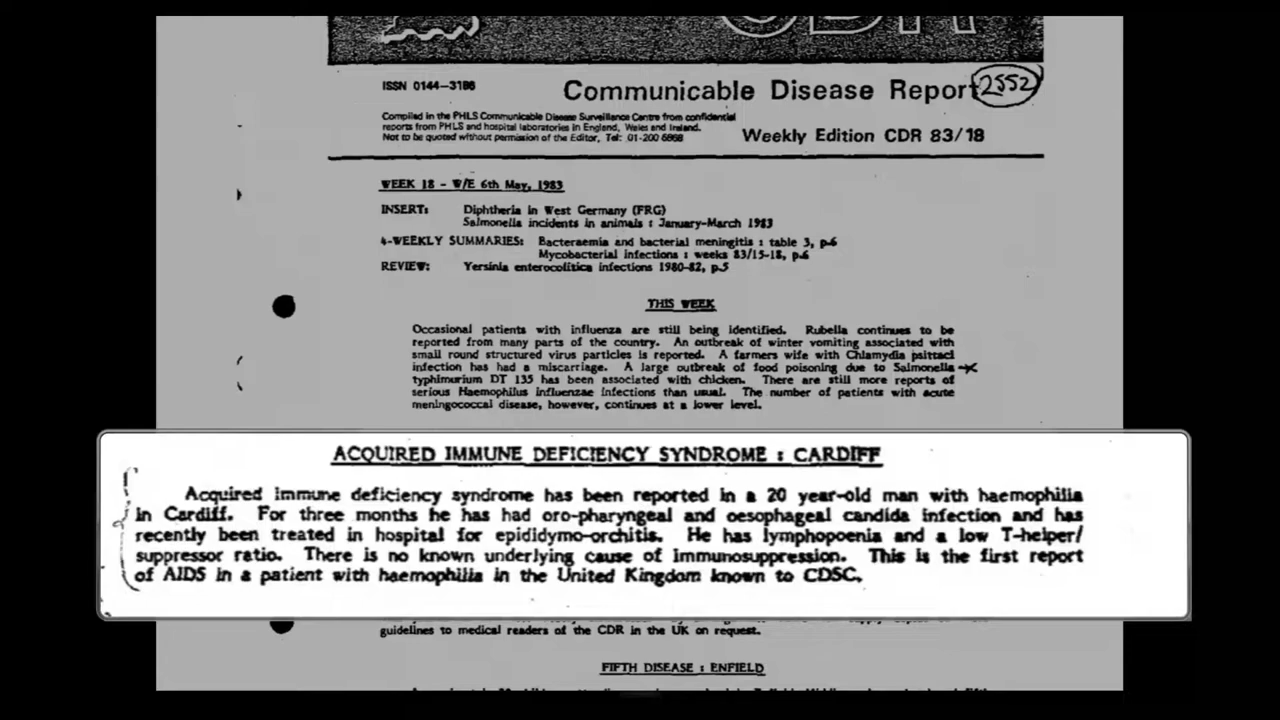 CDR
ISSN 0144-3186
Communicable Disease Report
2552
Compiled in the PHLS Communicable Disease Surveillance Centre from confidential
reports from PHLS and hospital laboratories in England, Wales and Ireland.
Not to be quoted without permission of the Editor, Tel: 01-200 6868
Weekly Edition CDR 83/18
WEEK 18 - W/E 6th May, 1983
INSERT: Diphtheria in West Germany (FRG)
Salmonella incidents in animals : January-March 1983
4-WEEKLY SUMMARIES: Bacteraemia and bacterial meningitis : table 3, p.6
Mycobacterial infections : weeks 83/15-18, p.6
REVIEW: Yersinia enterocolitica infections 1980-82, p.5
THIS WEEK
Occasional patients with influenza are still being identified. Rubella continues to be
reported from many parts of the country. An outbreak of winter vomiting associated with
small round structured virus particles is reported. A farmers wife with Chlamydia psittaci
infection has had a miscarriage. A large outbreak of food poisoning due to Salmonella
typhimurium DT 135 has been associated with chicken. There are still more reports of
serious Haemophilus influenzae infections than usual. The number of patients with acute
meningococcal disease, however, continues at a lower level.
ACQUIRED IMMUNE DEFICIENCY SYNDROME : CARDIFF
Acquired immune deficiency syndrome has been reported in a 20 year-old man with haemophilia
in Cardiff. For three months he has had oro-pharyngeal and oesophageal candida infection and has
recently been treated in hospital for epididymo-orchitis. He has lymphopoenia and a low T-helper/
suppressor ratio. There is no known underlying cause of immunosuppression. This is the first report
of AIDS in a patient with haemophilia in the United Kingdom known to CDSC.
guidelines to medical readers of the CDR in the UK on request.
FIFTH DISEASE : ENFIELD